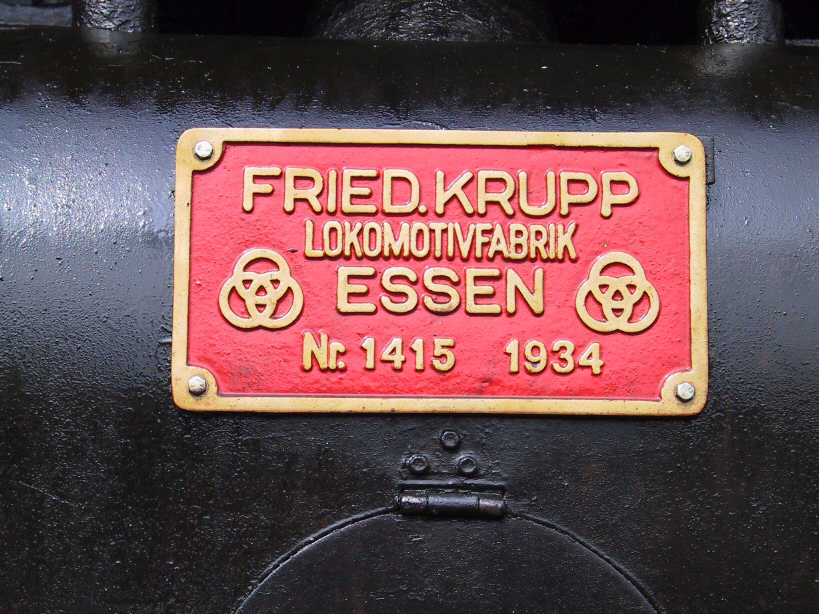 FRIED. KRUPP
LOKOMOTIVFABRIK
ESSEN
Nr. 1415 1934